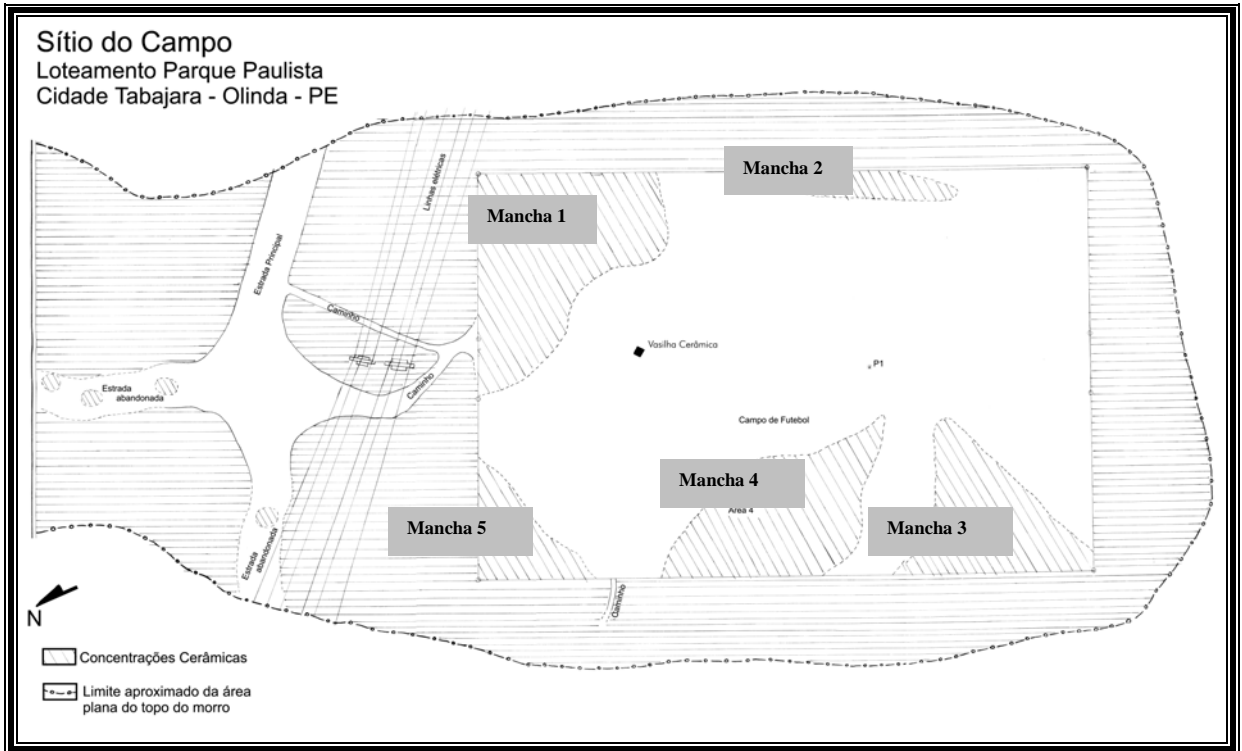 Sítio do Campo
Loteamento Parque Paulista
Cidade Tabajara - Olinda - PE
Linhas elétricas
Mancha 2
Mancha 1
Estrada Principal
Caminho
Vasilha Cerâmica
P1
Caminho
Estrada
abandonada
Campo de Futebol
Mancha 4
Área 4
Mancha 5
Mancha 3
Estrada
abandonada
Caminho
N
Concentrações Cerâmicas
Limite aproximado da área
plana do topo do morro